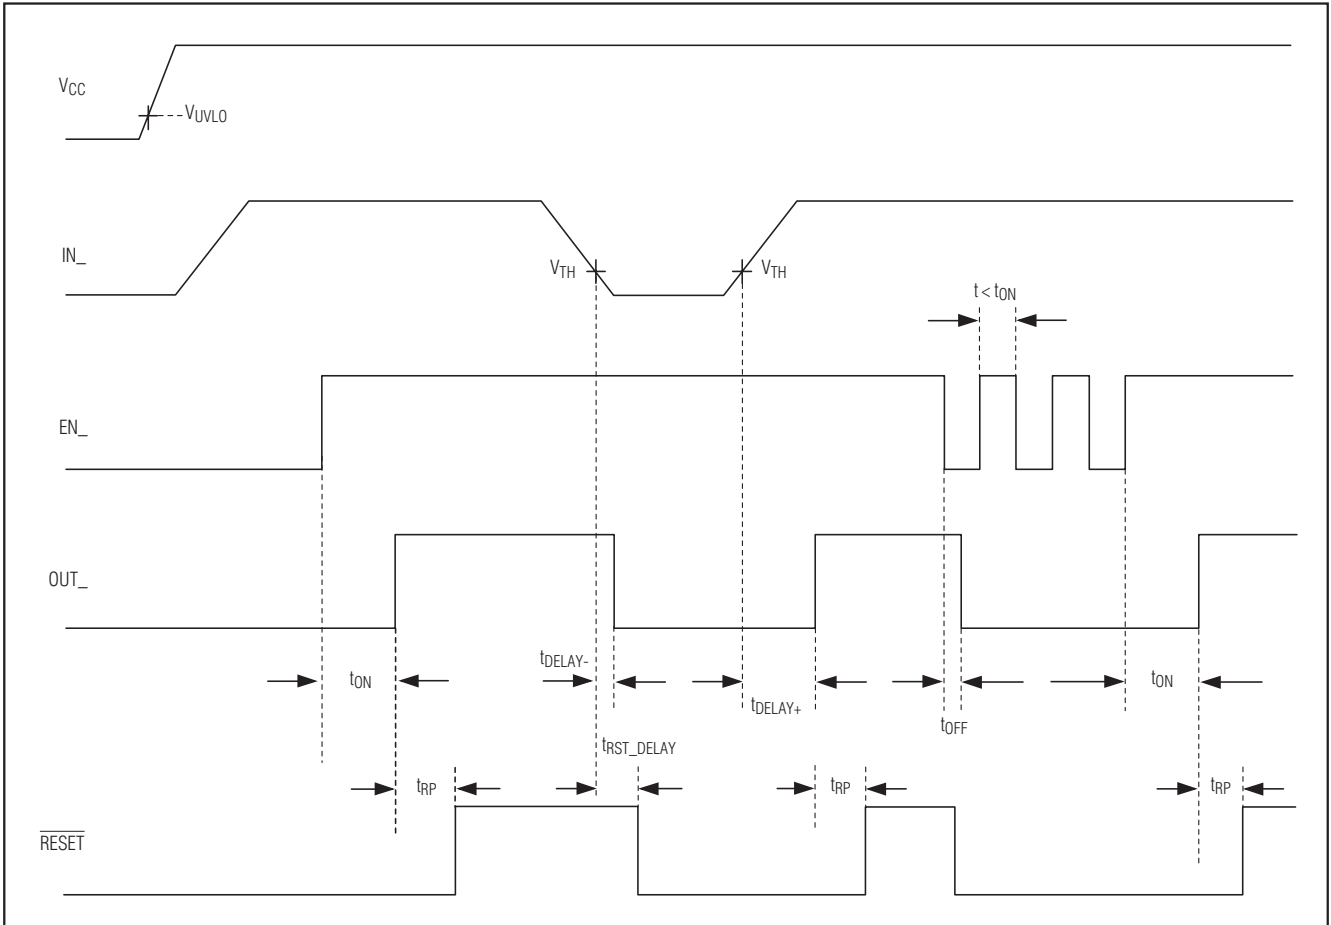 VCC
VUVLO
IN_
VTH
VTH
t < tON
EN_
OUT_
tON
tDELAY-
tDELAY+
tOFF
tON
tRST_DELAY
tRP
tRP
tRP
RESET